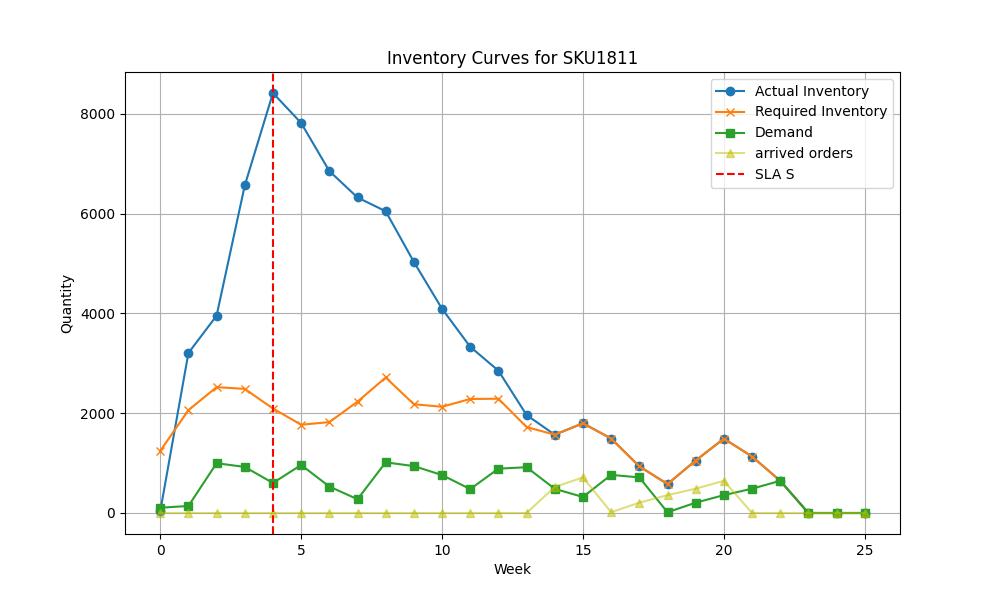 Inventory Curves for SKU1811
Actual Inventory
Required Inventory
Demand
arrived orders
SLA S
Quantity
8000
6000
4000
2000
0
0 5 10 15 20 25
Week